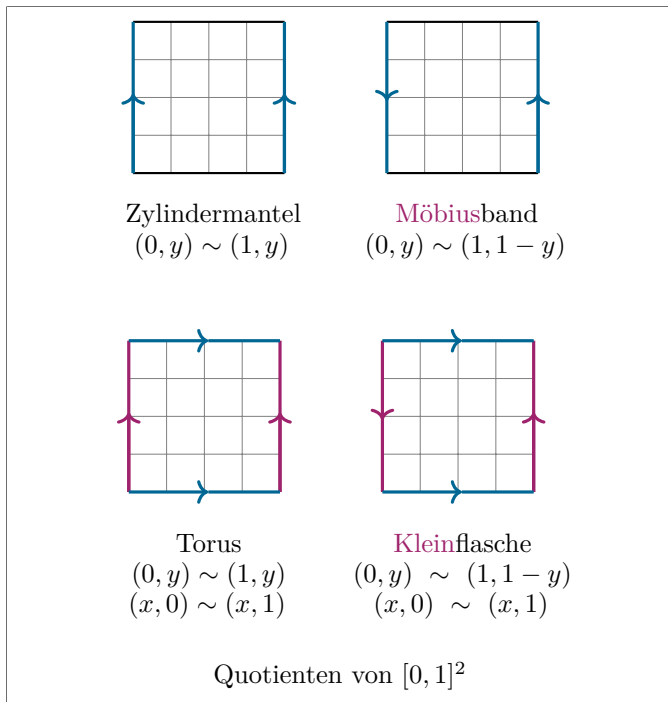 Zylindermantel
(0, y) ∼ (1, y)
Möbiusband
(0, y) ∼ (1, 1 − y)
Torus
(0, y) ∼ (1, y)
(x, 0) ∼ (x, 1)
Kleinflasche
(0, y) ∼ (1, 1 − y)
(x, 0) ∼ (x, 1)
Quotienten von [0, 1]²